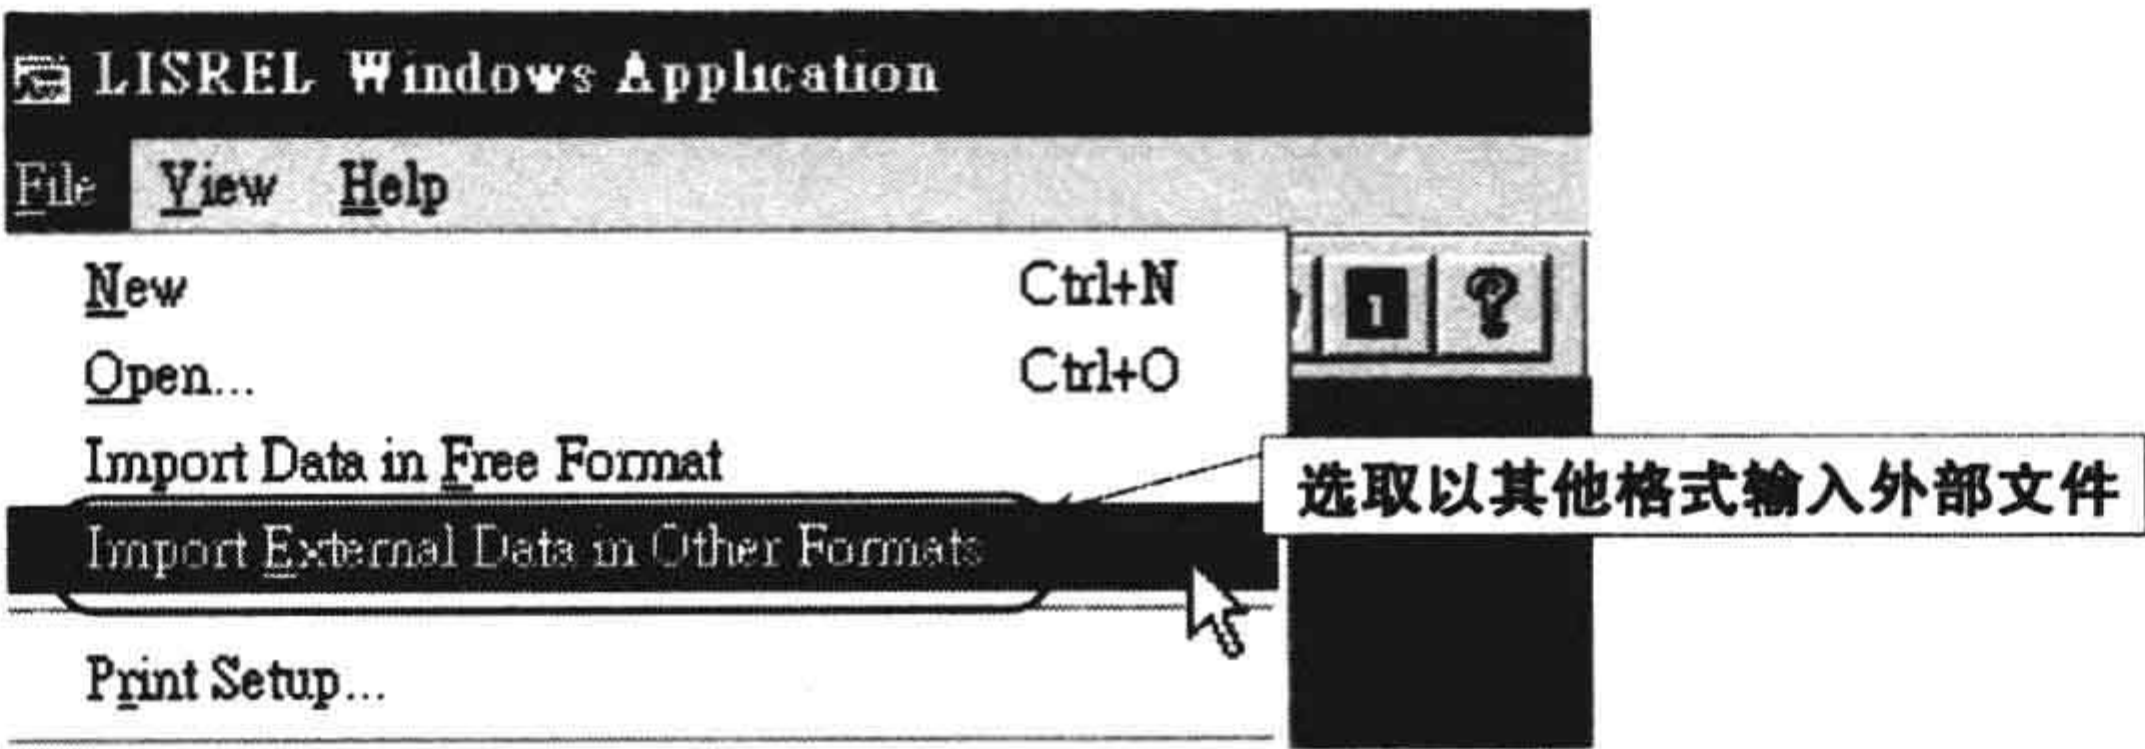 LISREL Windows Application
File View Help
New Ctrl+N
Open... Ctrl+O
Import Data in Free Format
Import External Data in Other Formats
选取以其他格式输入外部文件
Print Setup...